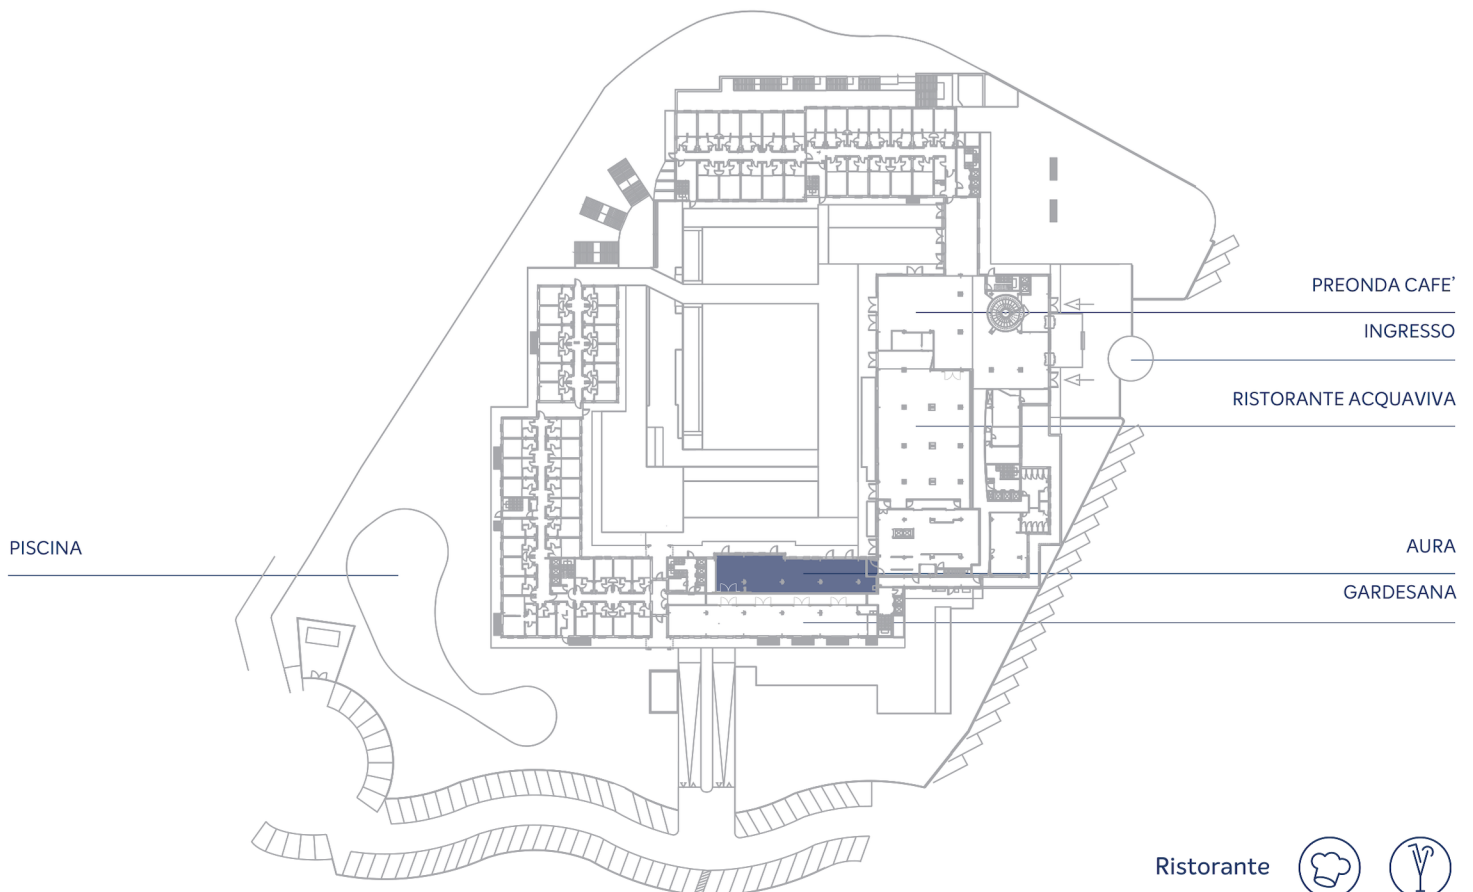 PREONDA CAFE'
INGRESSO
RISTORANTE ACQUAVIVA
PISCINA
AURA
GARDESANA
Ristorante